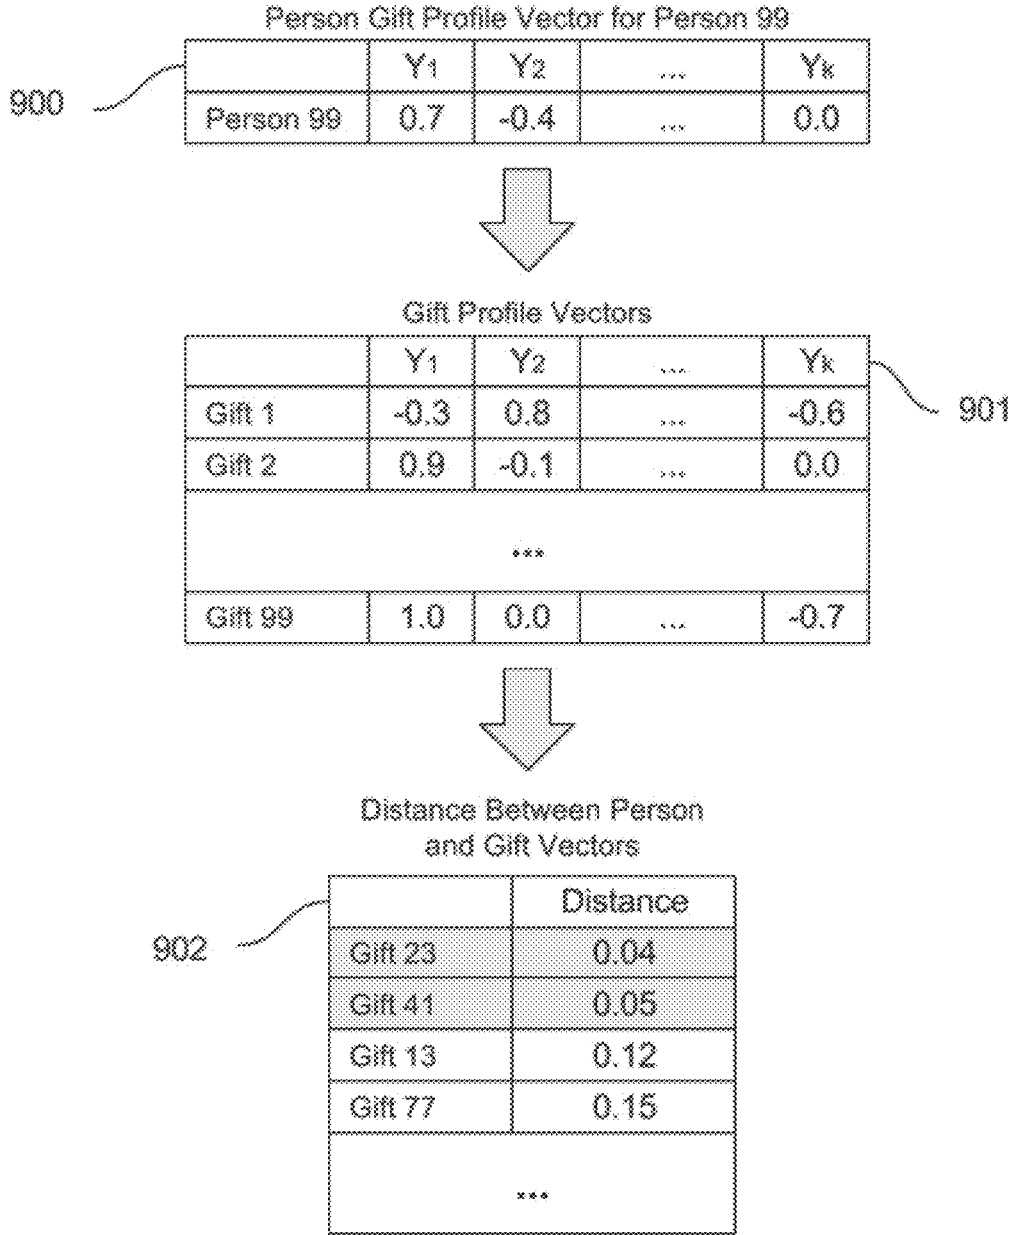 Person Gift Profile Vector for Person 99
900
Y1 Y2 ... Yk
Person 99 0.7 -0.4 ... 0.0
Gift Profile Vectors
Y1 Y2 ... Yk
901
Gift 1 -0.3 0.8 ... -0.6
Gift 2 0.9 -0.1 ... 0.0
...
Gift 99 1.0 0.0 ... -0.7
Distance Between Person
and Gift Vectors
902
Distance
Gift 23 0.04
Gift 41 0.05
Gift 13 0.12
Gift 77 0.15
...